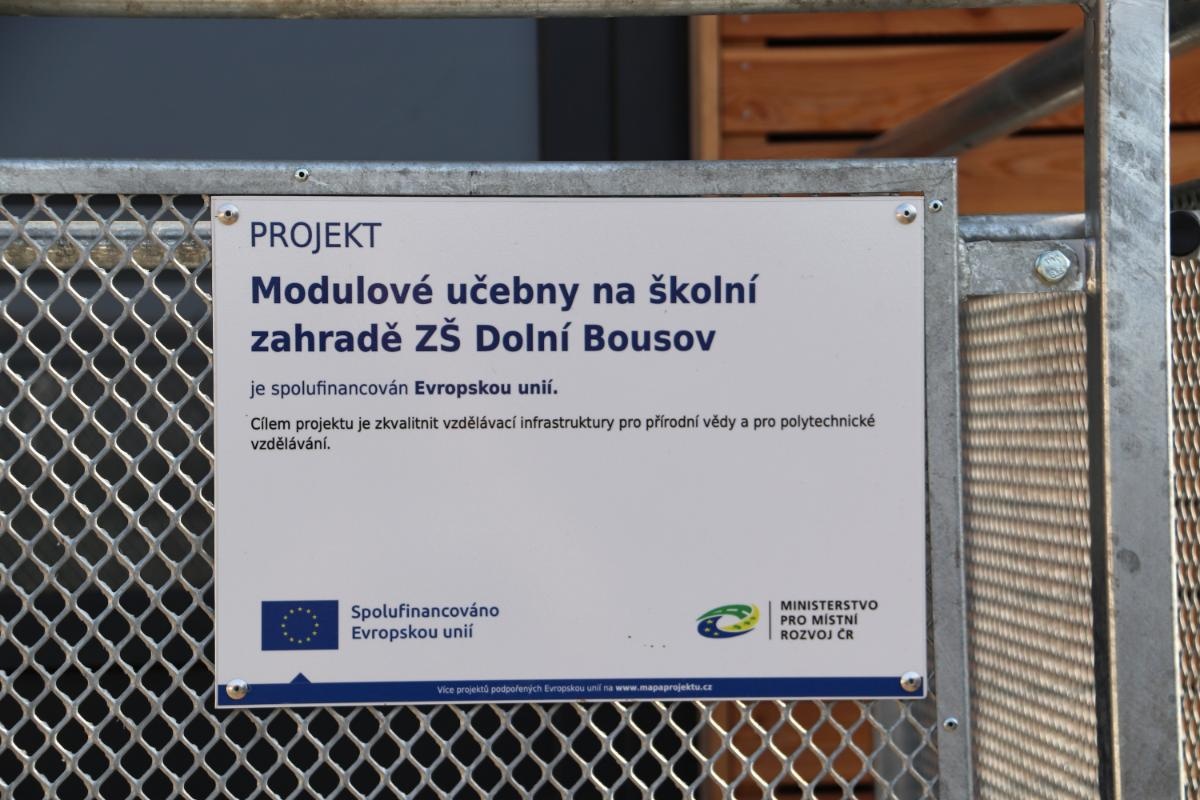 PROJEKT
Modulové učebny na školní
zahradě ZŠ Dolní Bousov
je spolufinancován Evropskou unií.
Cílem projektu je zkvalitnit vzdělávací infrastruktury pro přírodní vědy a pro polytechnické
vzdělávání.
Spolufinancováno
Evropskou unií
MINISTERSTVO
PRO MÍSTNÍ
ROZVOJ ČR
Více projektů podpořených Evropskou unií na www.mapaprojektu.cz